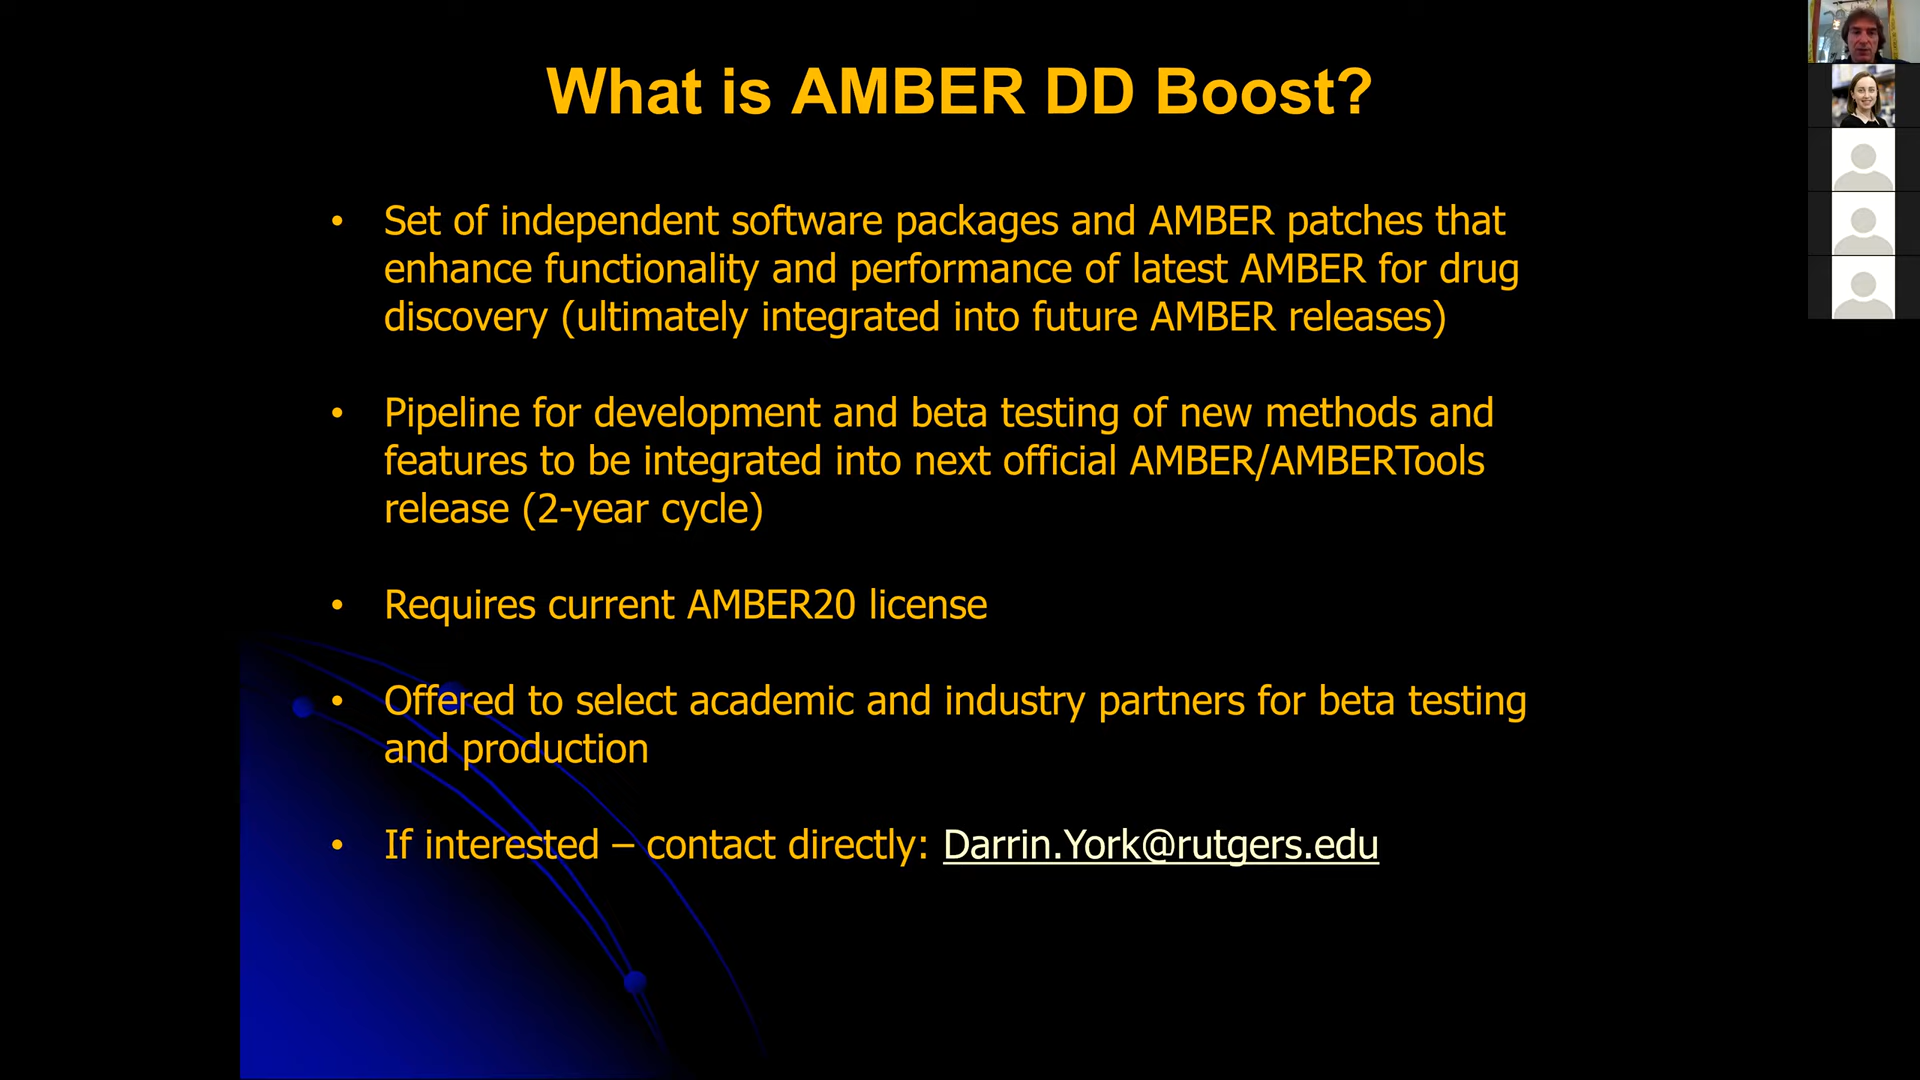 What is AMBER DD Boost?
• Set of independent software packages and AMBER patches that
enhance functionality and performance of latest AMBER for drug
discovery (ultimately integrated into future AMBER releases)
• Pipeline for development and beta testing of new methods and
features to be integrated into next official AMBER/AMBERTools
release (2-year cycle)
• Requires current AMBER20 license
• Offered to select academic and industry partners for beta testing
and production
• If interested – contact directly: Darrin.York@rutgers.edu